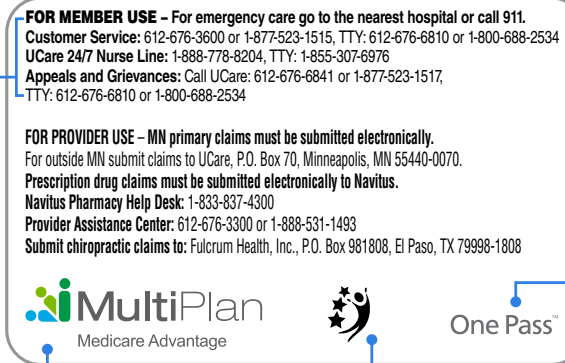 FOR MEMBER USE – For emergency care go to the nearest hospital or call 911.
Customer Service: 612-676-3600 or 1-877-523-1515, TTY: 612-676-6810 or 1-800-688-2534
UCare 24/7 Nurse Line: 1-888-778-8204, TTY: 1-855-307-6976
Appeals and Grievances: Call UCare: 612-676-6841 or 1-877-523-1517,
TTY: 612-676-6810 or 1-800-688-2534
FOR PROVIDER USE – MN primary claims must be submitted electronically.
For outside MN submit claims to UCare, P.O. Box 70, Minneapolis, MN 55440-0070.
Prescription drug claims must be submitted electronically to Navitus.
Navitus Pharmacy Help Desk: 1-833-837-4300
Provider Assistance Center: 612-676-3300 or 1-888-531-1493
Submit chiropractic claims to: Fulcrum Health, Inc., P.O. Box 981808, El Paso, TX 79998-1808
MultiPlan
Medicare Advantage
One Pass™